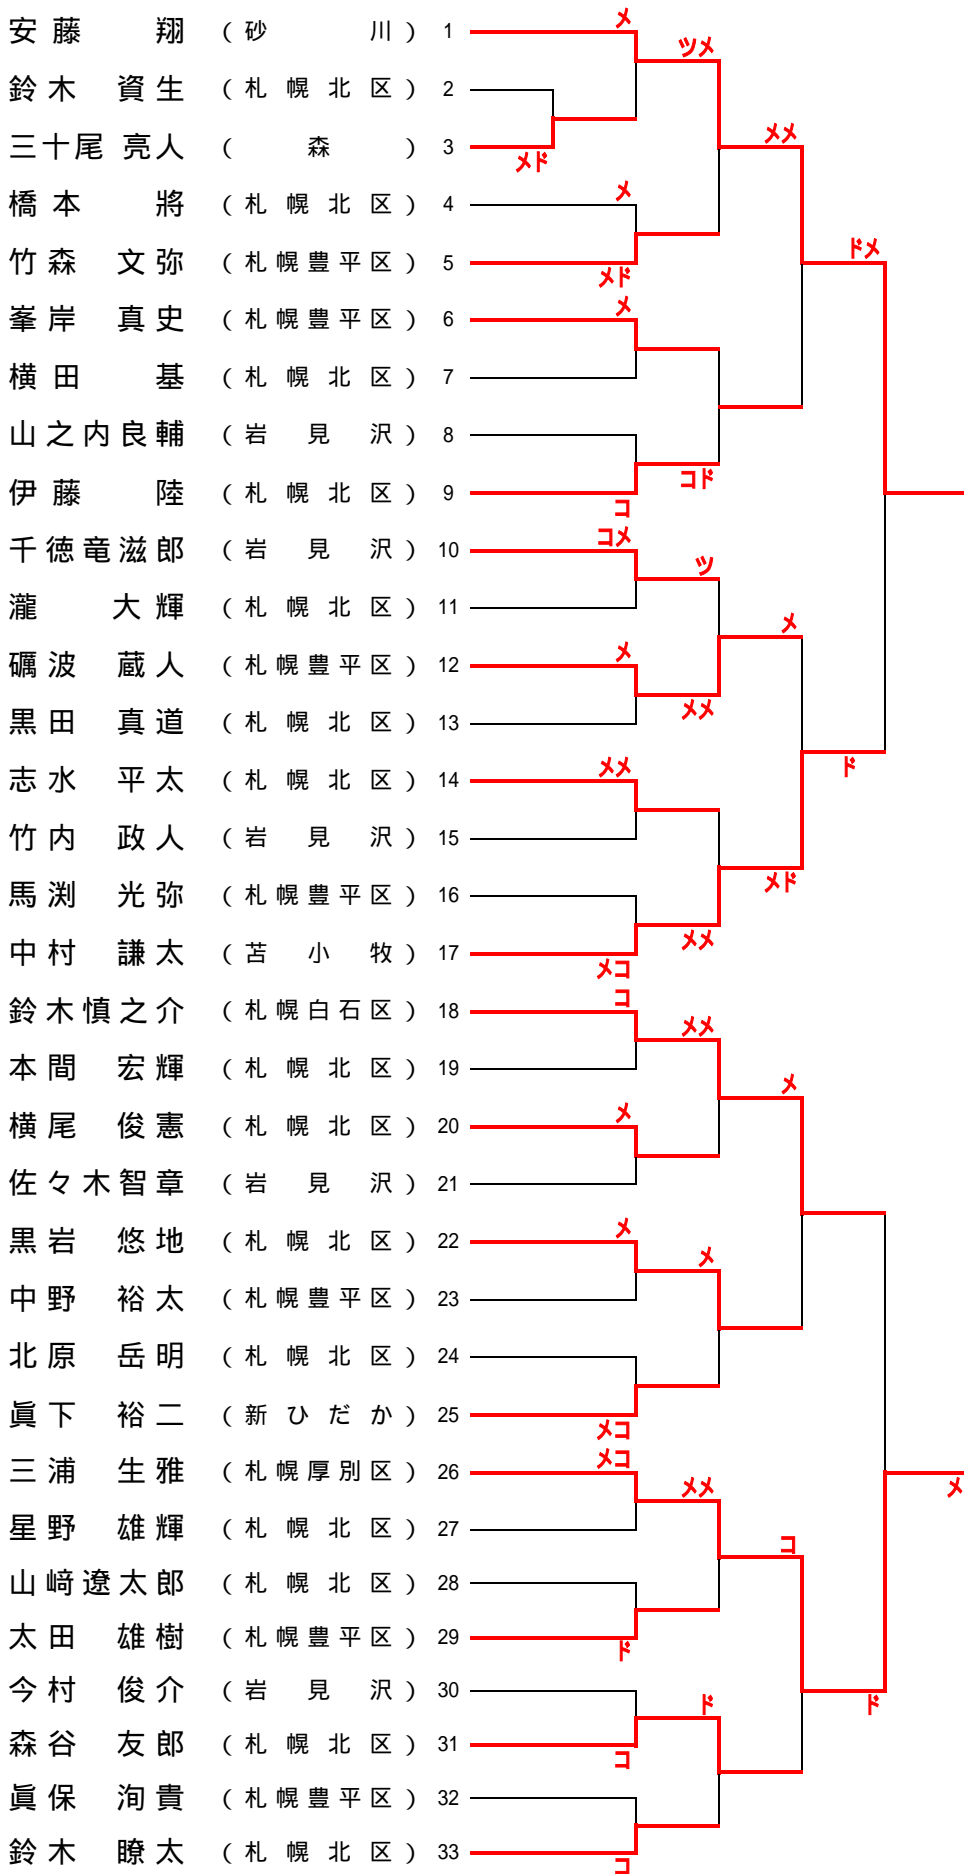 安藤 翔 (砂川) 1 メ
ツメ
鈴木 資生 (札幌北区) 2
三十尾 亮人 (森) 3 メド
メメ
橋本 將 (札幌北区) 4 メ
竹森 文弥 (札幌豊平区) 5 メド
ドメ
峯岸 真史 (札幌豊平区) 6 メ
横田 基 (札幌北区) 7
山之内良輔 (岩見沢) 8
コド
伊藤 陸 (札幌北区) 9 コ
千徳竜滋郎 (岩見沢) 10 コメ
ツ
瀧 大輝 (札幌北区) 11
メ
礪波 蔵人 (札幌豊平区) 12 メ
メメ
黒田 真道 (札幌北区) 13
志水 平太 (札幌北区) 14 メメ
ド
竹内 政人 (岩見沢) 15
メド
馬渕 光弥 (札幌豊平区) 16
メメ
中村 謙太 (苫小牧) 17 メコ
鈴木慎之介 (札幌白石区) 18 コ
メメ
本間 宏輝 (札幌北区) 19
メ
横尾 俊憲 (札幌北区) 20 メ
佐々木智章 (岩見沢) 21
黒岩 悠地 (札幌北区) 22 メ
メ
中野 裕太 (札幌豊平区) 23
北原 岳明 (札幌北区) 24
眞下 裕二 (新ひだか) 25 メコ
三浦 生雅 (札幌厚別区) 26 メコ
メメ
メ
星野 雄輝 (札幌北区) 27
コ
山﨑遼太郎 (札幌北区) 28
太田 雄樹 (札幌豊平区) 29 ド
今村 俊介 (岩見沢) 30
ド
ド
森谷 友郎 (札幌北区) 31 コ
眞保 洵貴 (札幌豊平区) 32
鈴木 瞭太 (札幌北区) 33 コ